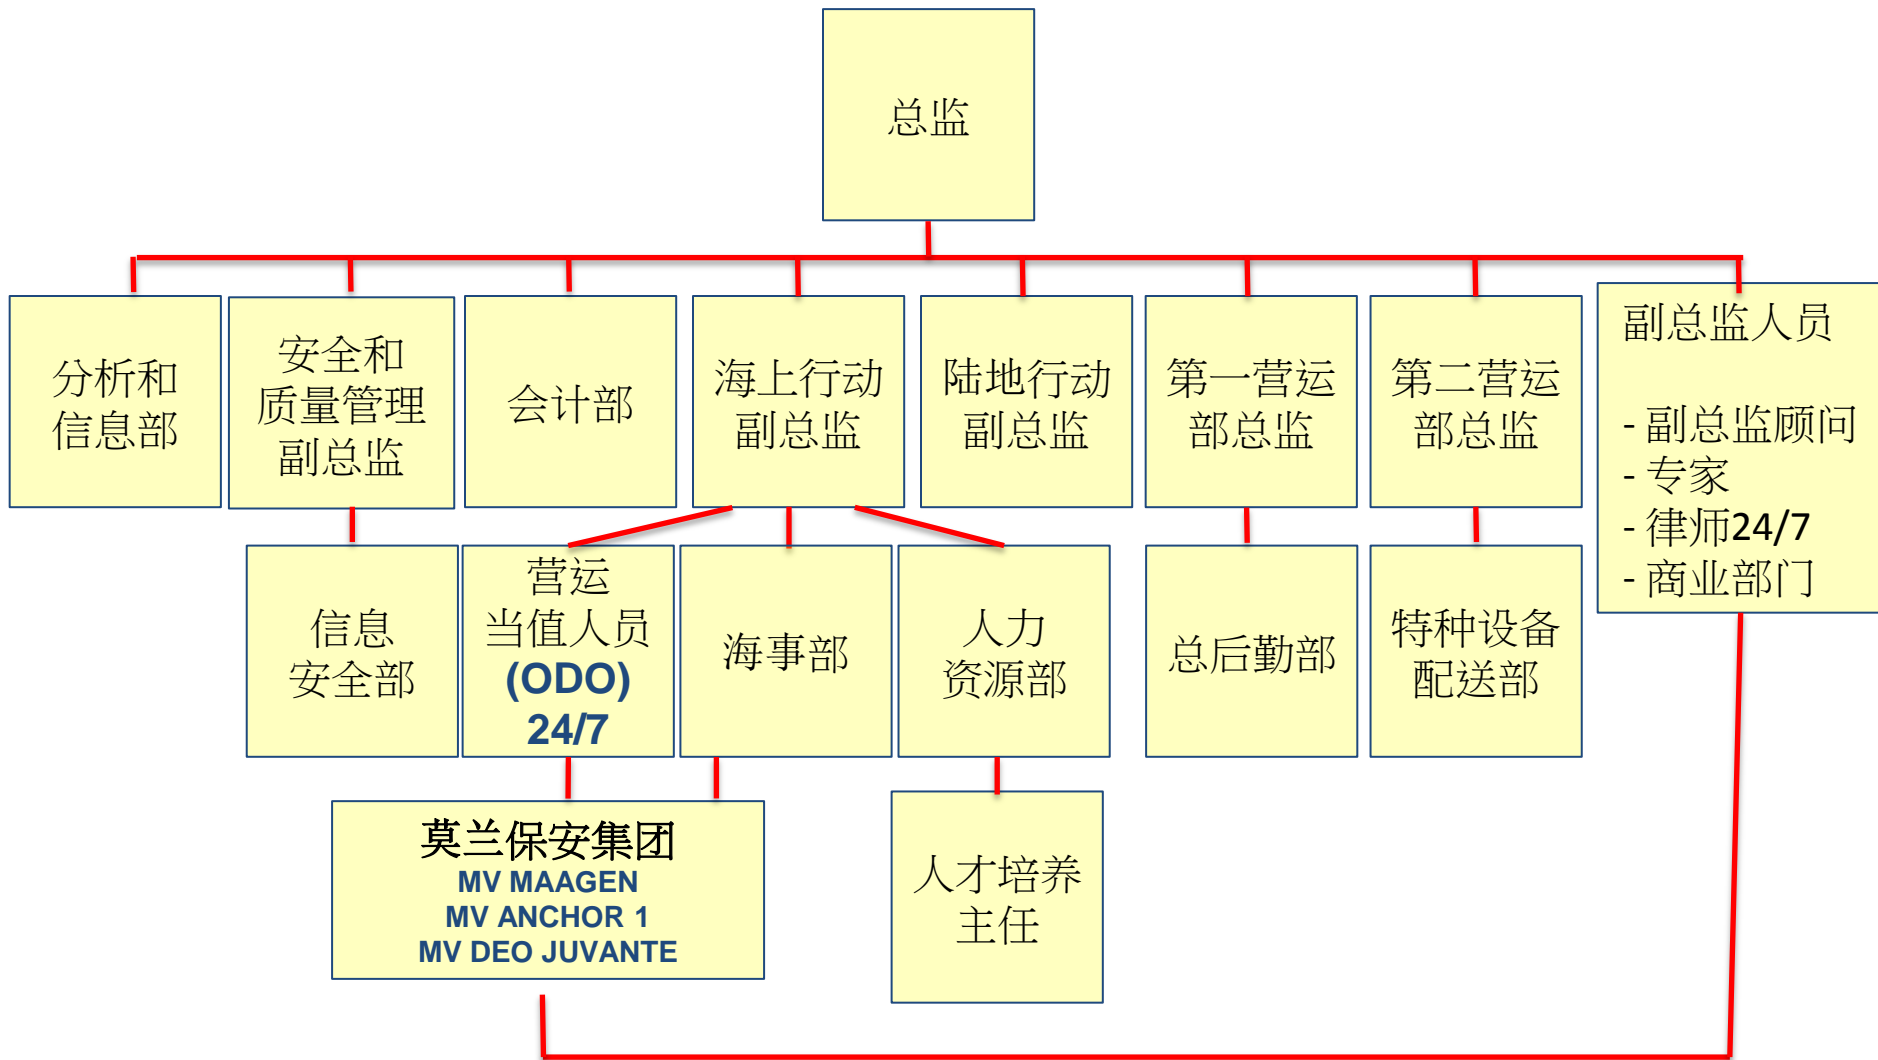 总监
分析和
信息部
安全和
质量管理
副总监
会计部
海上行动
副总监
陆地行动
副总监
第一营运
部总监
第二营运
部总监
副总监人员
- 副总监顾问
- 专家
- 律师24/7
- 商业部门
信息
安全部
营运
当值人员
(ODO)
24/7
海事部
人力
资源部
总后勤部
特种设备
配送部
莫兰保安集团
MV MAAGEN
MV ANCHOR 1
MV DEO JUVANTE
人才培养
主任